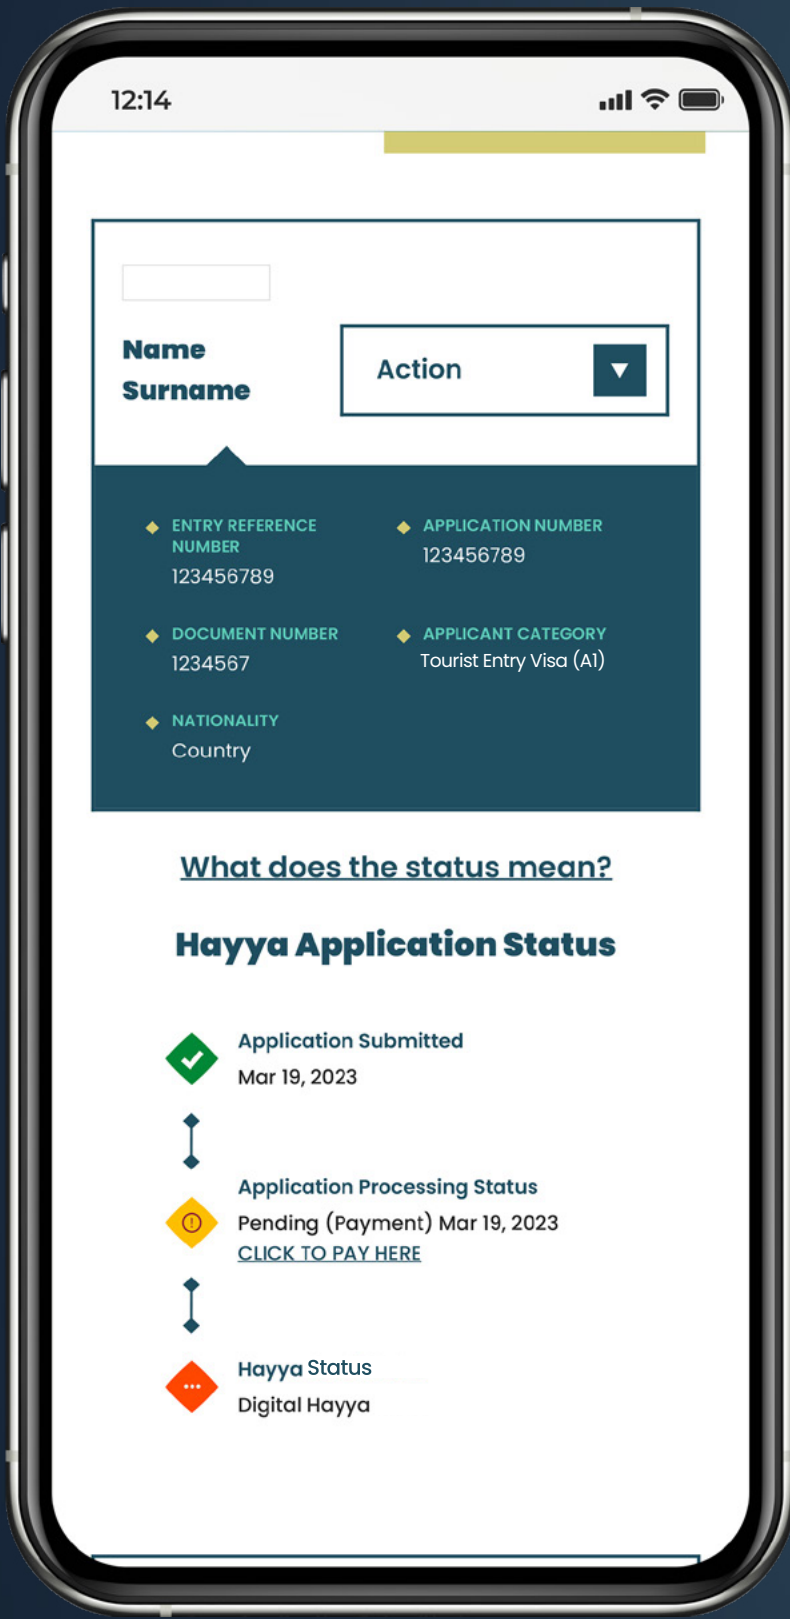 12:14
Name
Surname
Action
ENTRY REFERENCE
NUMBER
123456789
APPLICATION NUMBER
123456789
DOCUMENT NUMBER
1234567
APPLICANT CATEGORY
Tourist Entry Visa (A1)
NATIONALITY
Country
What does the status mean?
Hayya Application Status
Application Submitted
Mar 19, 2023
Application Processing Status
Pending (Payment) Mar 19, 2023
CLICK TO PAY HERE
Hayya Status
Digital Hayya